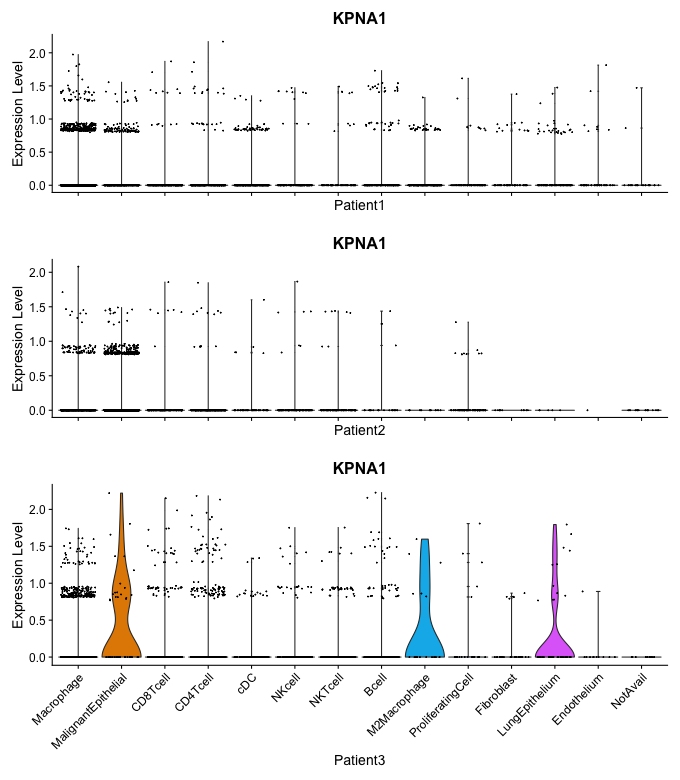 KPNA1
Expression Level
2.0
1.5
1.0
0.5
0.0
Patient1
KPNA1
Expression Level
2.0
1.5
1.0
0.5
0.0
Patient2
KPNA1
Expression Level
2.0
1.5
1.0
0.5
0.0
Macrophage
MalignantEpithelial
CD8Tcell
CD4Tcell
cDC
NKcell
NKTcell
Bcell
M2Macrophage
ProliferatingCell
Fibroblast
LungEpithelium
Endothelium
NotAvail
Patient3